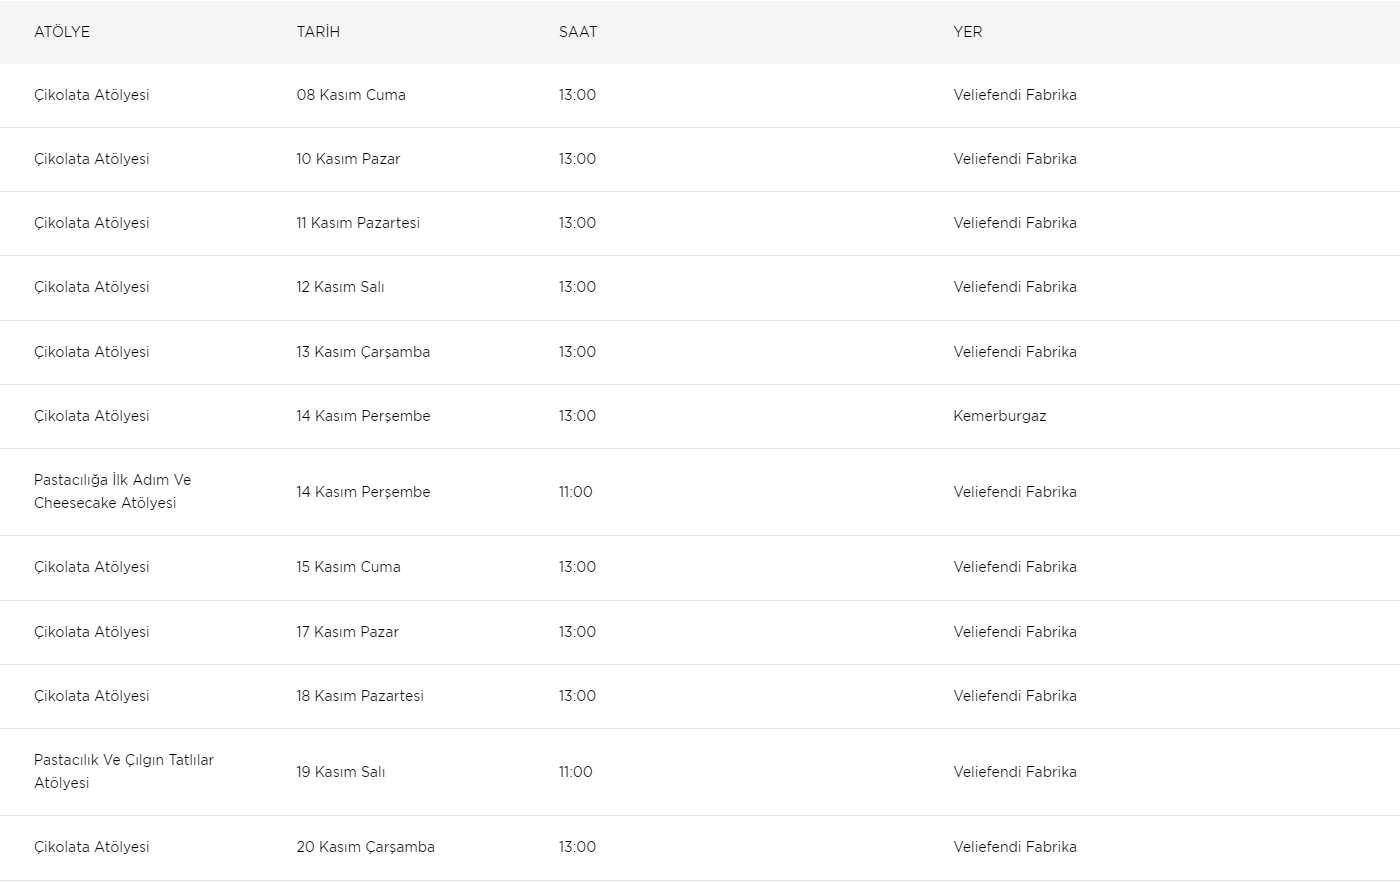 ATÖLYE TARİH SAAT YER
Çikolata Atölyesi 08 Kasım Cuma 13:00 Veliefendi Fabrika
Çikolata Atölyesi 10 Kasım Pazar 13:00 Veliefendi Fabrika
Çikolata Atölyesi 11 Kasım Pazartesi 13:00 Veliefendi Fabrika
Çikolata Atölyesi 12 Kasım Salı 13:00 Veliefendi Fabrika
Çikolata Atölyesi 13 Kasım Çarşamba 13:00 Veliefendi Fabrika
Çikolata Atölyesi 14 Kasım Perşembe 13:00 Kemerburgaz
Pastacılığa İlk Adım Ve
Cheesecake Atölyesi
14 Kasım Perşembe 11:00 Veliefendi Fabrika
Çikolata Atölyesi 15 Kasım Cuma 13:00 Veliefendi Fabrika
Çikolata Atölyesi 17 Kasım Pazar 13:00 Veliefendi Fabrika
Çikolata Atölyesi 18 Kasım Pazartesi 13:00 Veliefendi Fabrika
Pastacılık Ve Çılgın Tatlılar
Atölyesi
19 Kasım Salı 11:00 Veliefendi Fabrika
Çikolata Atölyesi 20 Kasım Çarşamba 13:00 Veliefendi Fabrika